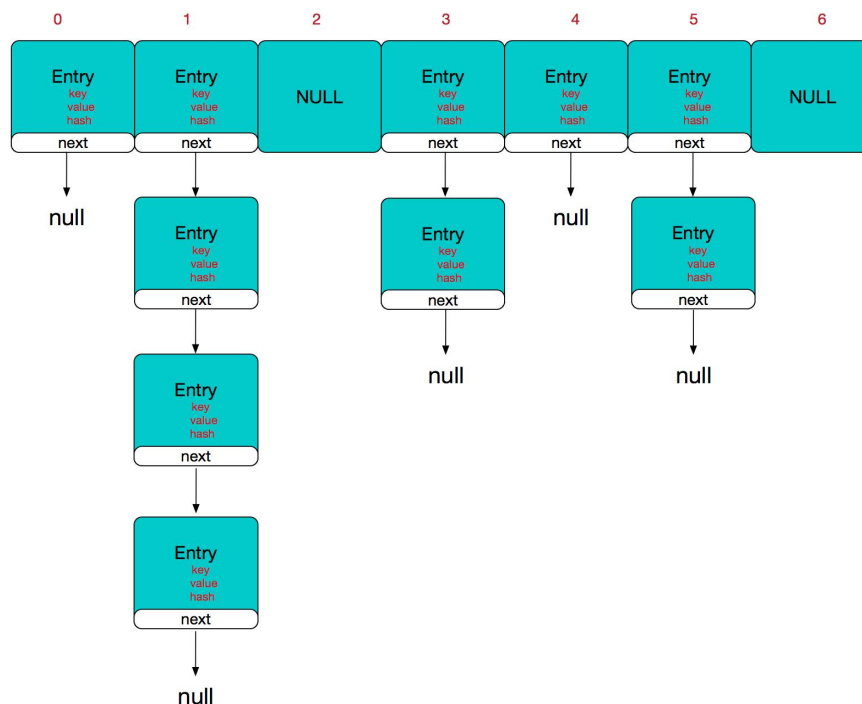 0 1 2 3 4 5 6
Entry Entry NULL Entry Entry Entry NULL
key key key key key
value value value value value
hash hash hash hash hash
next next next next next
null null
Entry Entry Entry
key key key
value value value
hash hash hash
next next next
null null
Entry
key
value
hash
next
Entry
key
value
hash
next
null